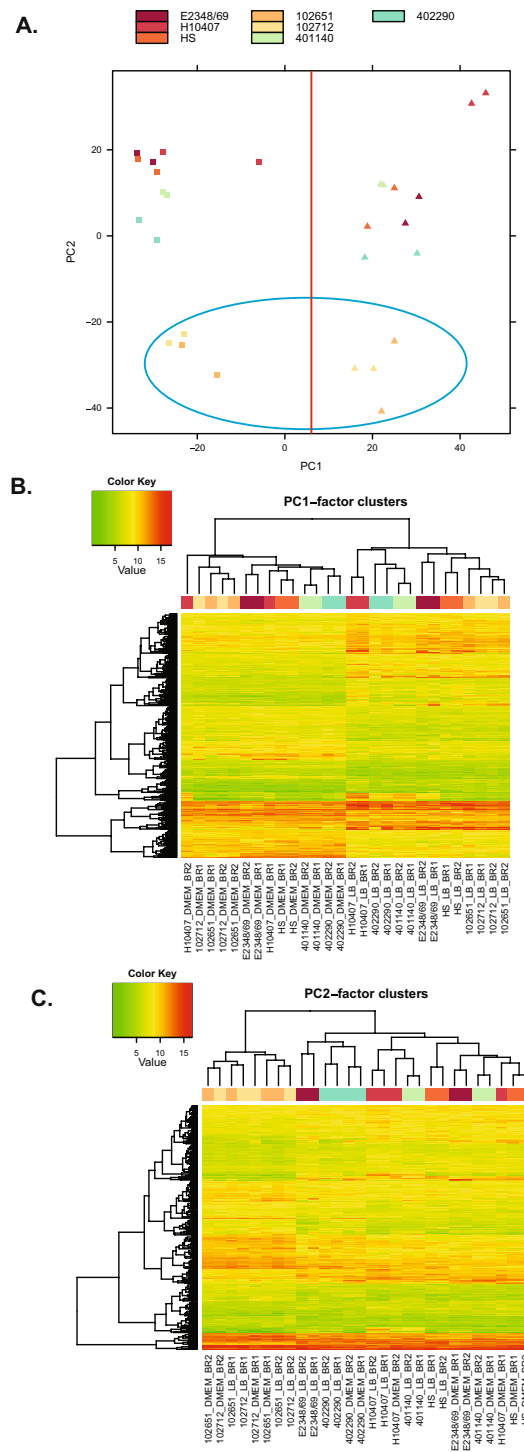 A.
E2348/69
H10407
HS
102651
102712
401140
402290
20
0
−20
−40
PC2
−20
0
20
40
PC1
B.
Color Key
5 10 15
Value
PC1−factor clusters
H10407_DMEM_BR2
102712_DMEM_BR1
102651_DMEM_BR1
102712_DMEM_BR2
102651_DMEM_BR2
E2348/69_DMEM_BR2
E2348/69_DMEM_BR1
H10407_DMEM_BR1
HS_DMEM_BR1
HS_DMEM_BR2
401140_DMEM_BR2
401140_DMEM_BR1
402290_DMEM_BR2
402290_DMEM_BR1
H10407_LB_BR2
H10407_LB_BR1
402290_LB_BR2
402290_LB_BR1
401140_LB_BR2
401140_LB_BR1
E2348/69_LB_BR2
E2348/69_LB_BR1
HS_LB_BR1
HS_LB_BR2
102651_LB_BR1
102712_LB_BR1
102712_LB_BR2
102651_LB_BR2
C.
Color Key
5 10 15
Value
PC2−factor clusters
102651_DMEM_BR2
102712_DMEM_BR2
102651_LB_BR1
102712_LB_BR1
102712_DMEM_BR1
102651_DMEM_BR1
102651_LB_BR2
102712_LB_BR2
E2348/69_LB_BR2
E2348/69_LB_BR1
402290_LB_BR2
402290_LB_BR1
402290_DMEM_BR2
402290_DMEM_BR1
H10407_LB_BR2
H10407_LB_BR1
H10407_DMEM_BR2
401140_LB_BR2
401140_LB_BR1
HS_LB_BR1
HS_LB_BR2
E2348/69_DMEM_BR1
E2348/69_DMEM_BR2
401140_DMEM_BR2
401140_DMEM_BR1
H10407_DMEM_BR1
HS_DMEM_BR1